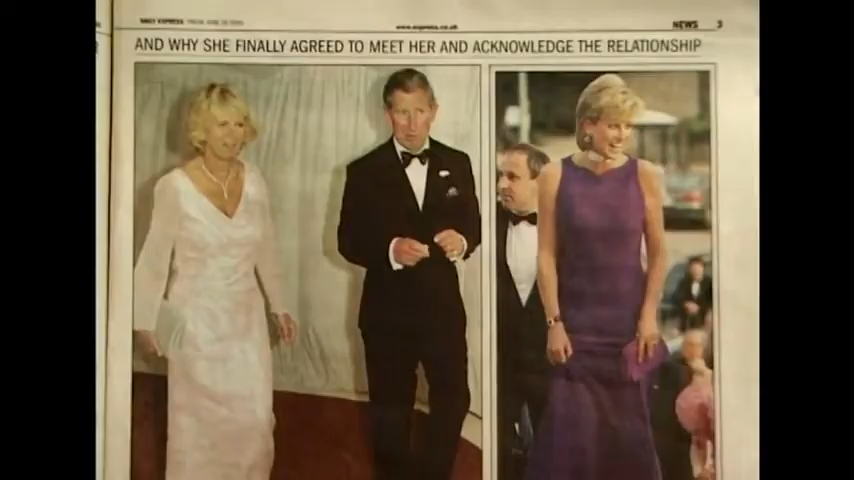 DAILY EXPRESS
www.express.co.uk
NEWS 3
AND WHY SHE FINALLY AGREED TO MEET HER AND ACKNOWLEDGE THE RELATIONSHIP